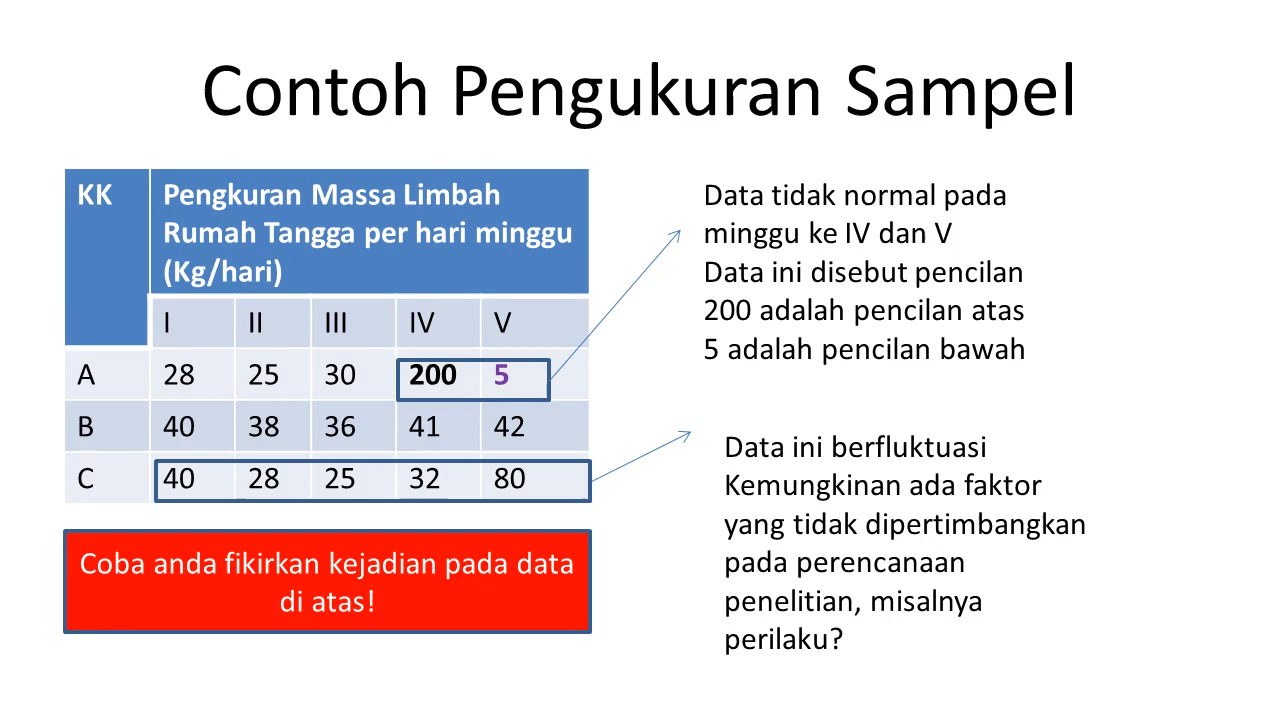 Contoh Pengukuran Sampel
KK
Pengkuran Massa Limbah
Rumah Tangga per hari minggu
(Kg/hari)
I II III IV V
A 28 25 30 200 5
B 40 38 36 41 42
C 40 28 25 32 80
Coba anda fikirkan kejadian pada data
di atas!
Data tidak normal pada
minggu ke IV dan V
Data ini disebut pencilan
200 adalah pencilan atas
5 adalah pencilan bawah
Data ini berfluktuasi
Kemungkinan ada faktor
yang tidak dipertimbangkan
pada perencanaan
penelitian, misalnya
perilaku?